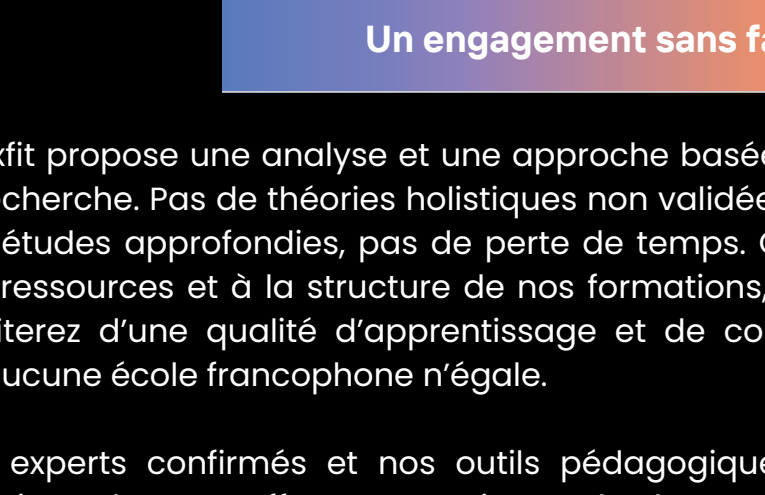 Un engagement sans fa
xfit propose une analyse et une approche basée
cherche. Pas de théories holistiques non validée
études approfondies, pas de perte de temps.
ressources et à la structure de nos formations,
iterez d’une qualité d’apprentissage et de co
ucune école francophone n’égale.
experts confirmés et nos outils pédagogique